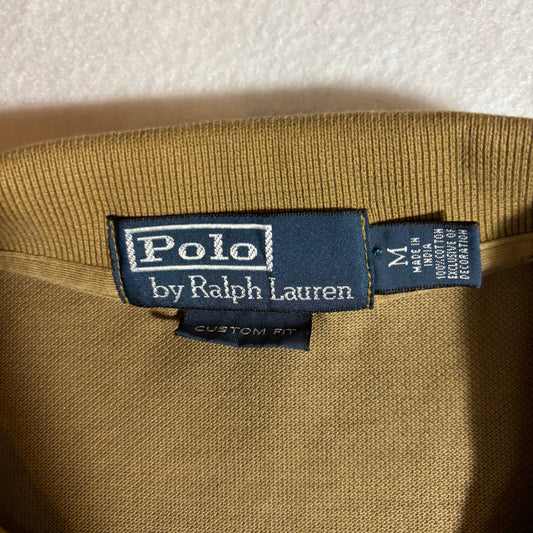 Polo
by Ralph Lauren
CUSTOM FIT
M
MADE IN
INDIA
100% COTTON
EXCLUSIVE OF
DECORATION